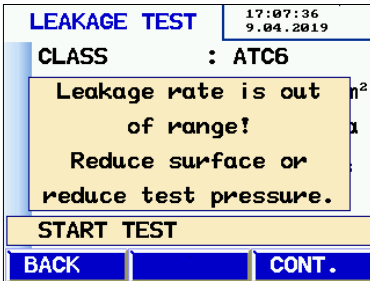 LEAKAGE TEST
17:07:36
9.04.2019
CLASS : ATC6
m²
Leakage rate is out
of range!
Reduce surface or
reduce test pressure.
START TEST
BACK
CONT.